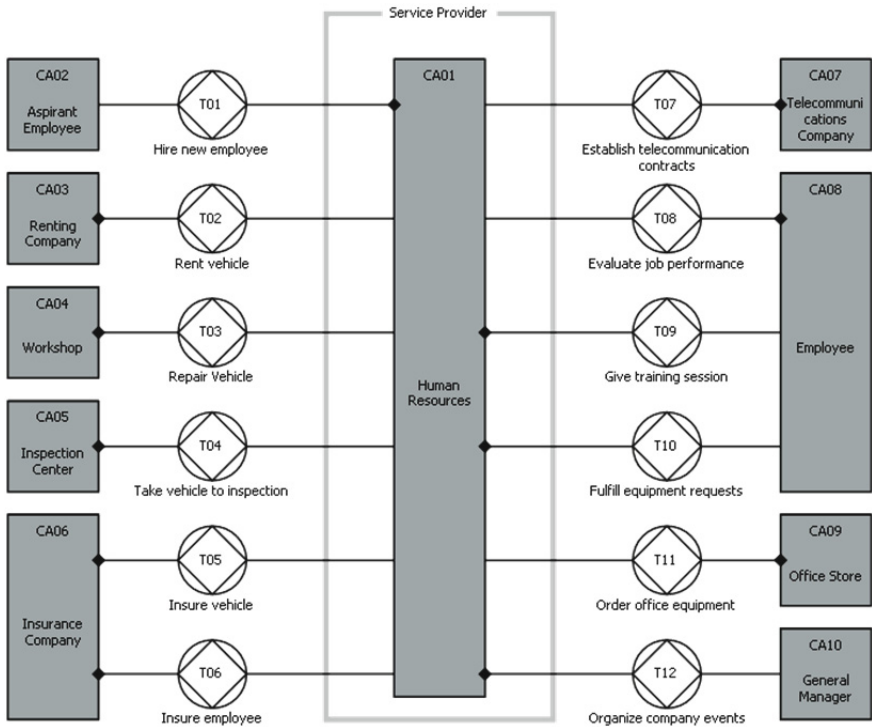 Service Provider
CA02
Aspirant
Employee
T01
Hire new employee
CA03
Renting
Company
T02
Rent vehicle
CA04
Workshop
T03
Repair Vehicle
CA05
Inspection
Center
T04
Take vehicle to inspection
CA06
Insurance
Company
T05
Insure vehicle
T06
Insure employee
CA01
Human
Resources
T07
Establish telecommunication
contracts
CA07
Telecommuni
cations
Company
T08
Evaluate job performance
CA08
Employee
T09
Give training session
T10
Fulfill equipment requests
T11
Order office equipment
CA09
Office Store
T12
Organize company events
CA10
General
Manager